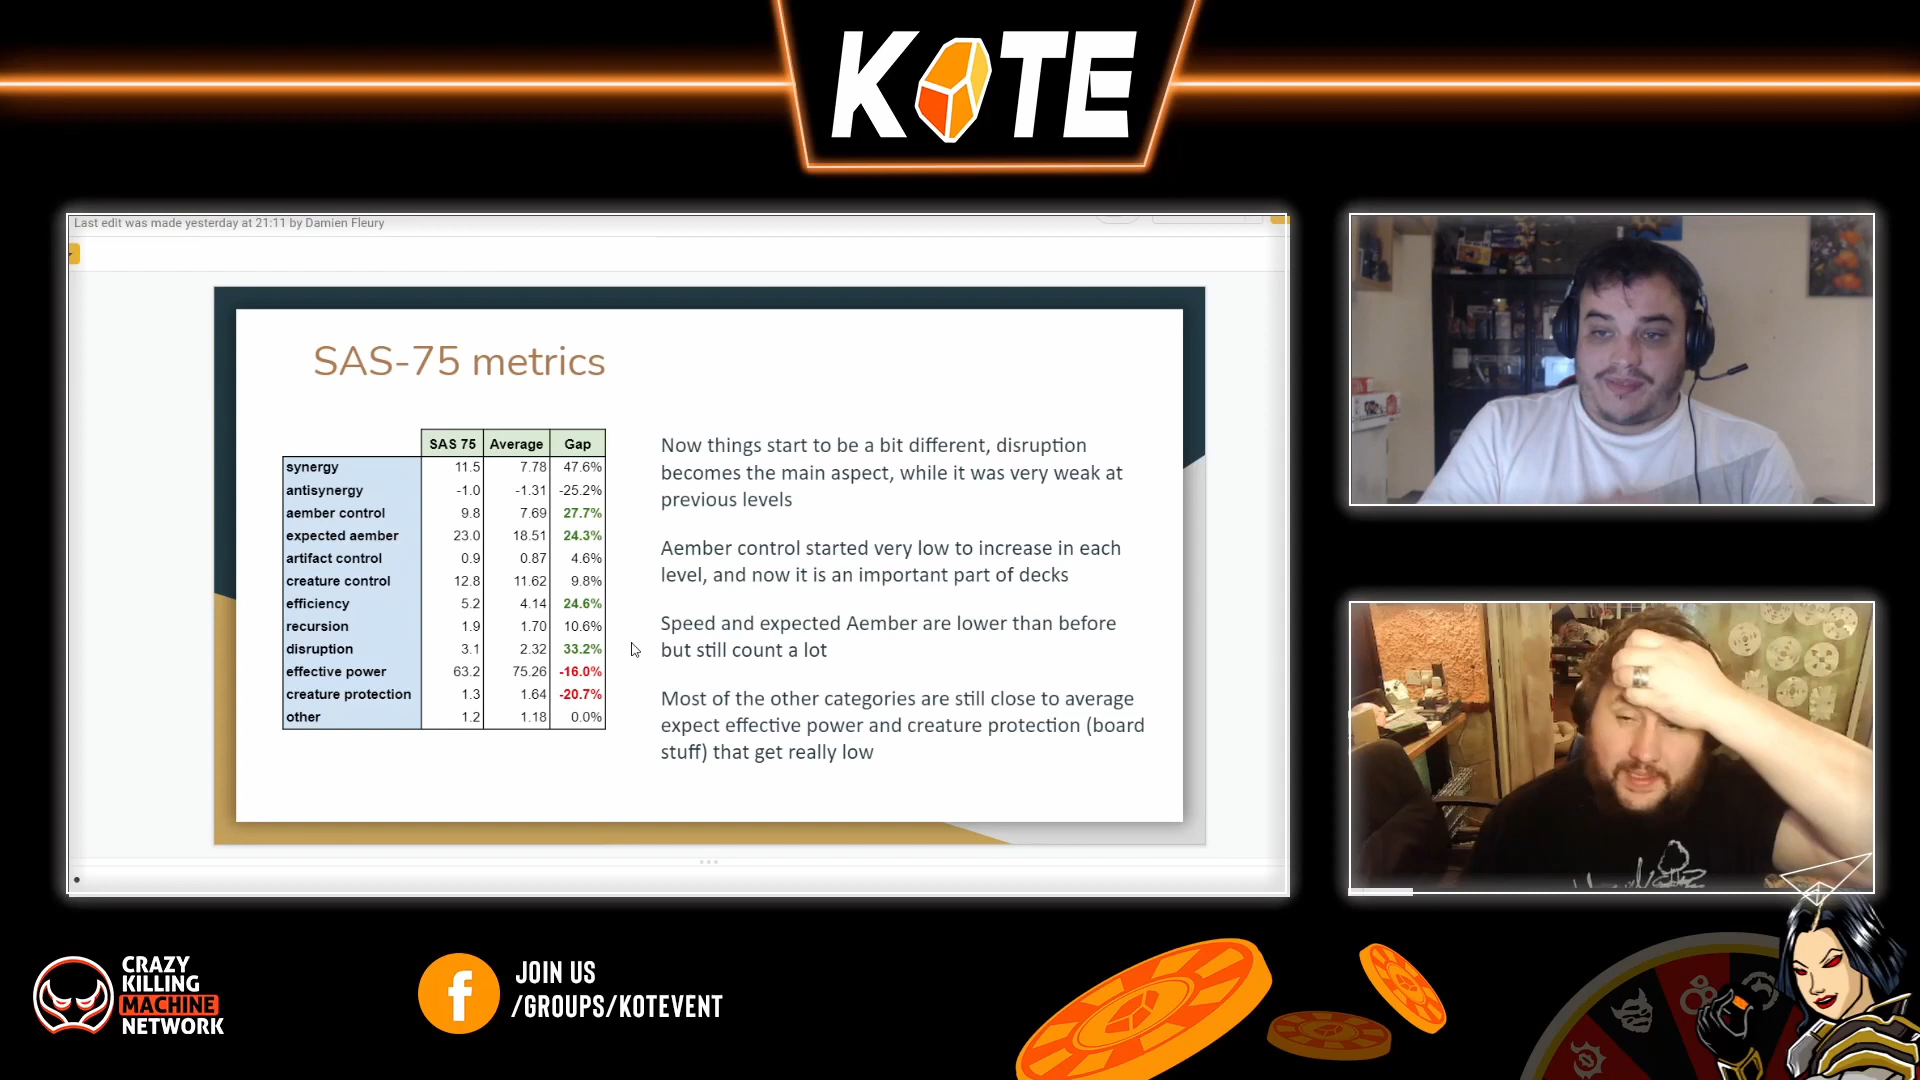 KOTE
Last edit was made yesterday at 21:11 by Damien Fleury
SAS-75 metrics
SAS 75 Average Gap
synergy 11.5 7.78 47.6%
antisynergy -1.0 -1.31 -25.2%
aember control 9.8 7.69 27.7%
expected aember 23.0 18.51 24.3%
artifact control 0.9 0.87 4.6%
creature control 12.8 11.62 9.8%
efficiency 5.2 4.14 24.6%
recursion 1.9 1.70 10.6%
disruption 3.1 2.32 33.2%
effective power 63.2 75.26 -16.0%
creature protection 1.3 1.64 -20.7%
other 1.2 1.18 0.0%
Now things start to be a bit different, disruption
becomes the main aspect, while it was very weak at
previous levels
Aember control started very low to increase in each
level, and now it is an important part of decks
Speed and expected Aember are lower than before
but still count a lot
Most of the other categories are still close to average
expect effective power and creature protection (board
stuff) that get really low
CRAZY
KILLING
MACHINE
NETWORK
f
JOIN US
/GROUPS/KOTEVENT